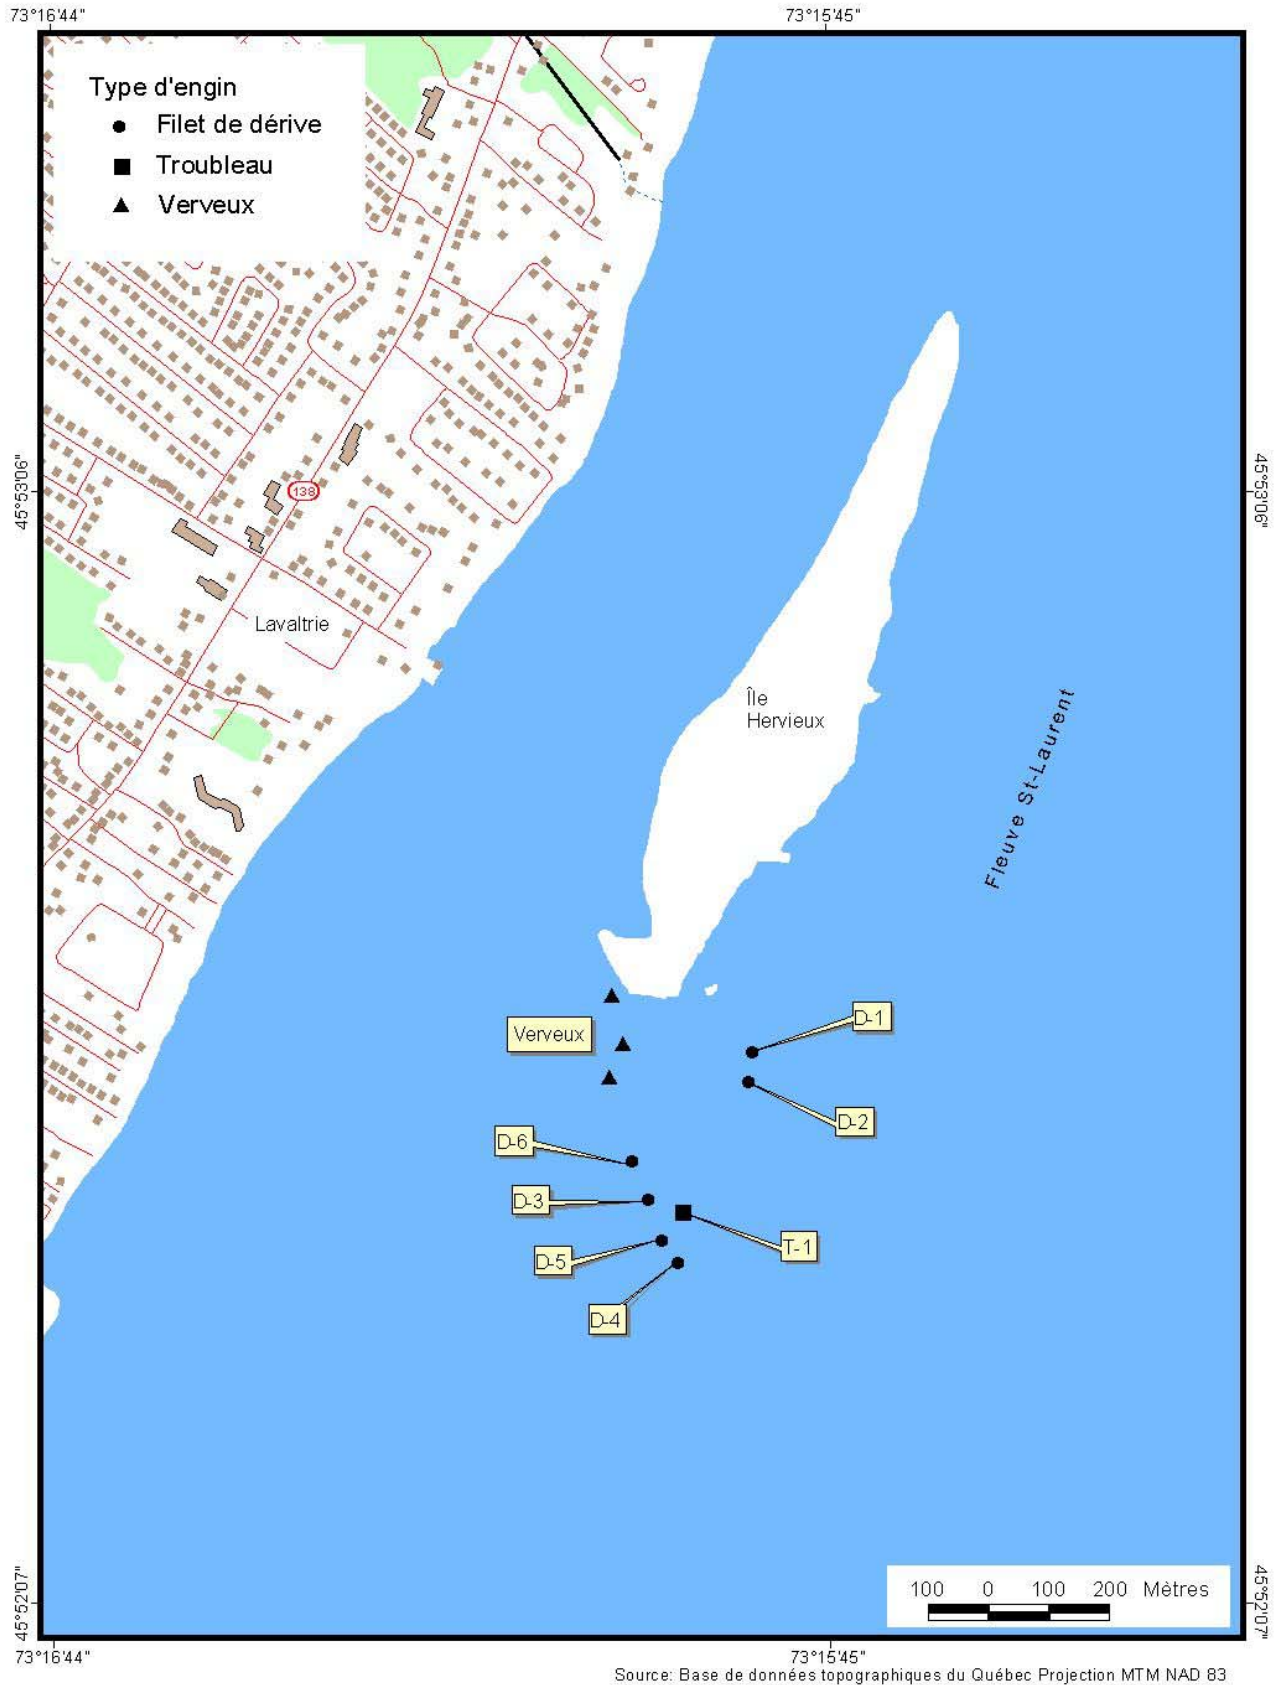 73°16'44"
73°15'45"
Type d'engin
Filet de dérive
Troubleau
Verveux
45°53'06"
45°53'06"
138
Lavaltrie
Île
Hervieux
Fleuve St-Laurent
D-1
Verveux
D-2
D-6
D-3
T-1
D-5
D-4
45°52'07"
45°52'07"
100 0 100 200 Mètres
73°16'44"
73°15'45"
Source: Base de données topographiques du Québec Projection MTM NAD 83